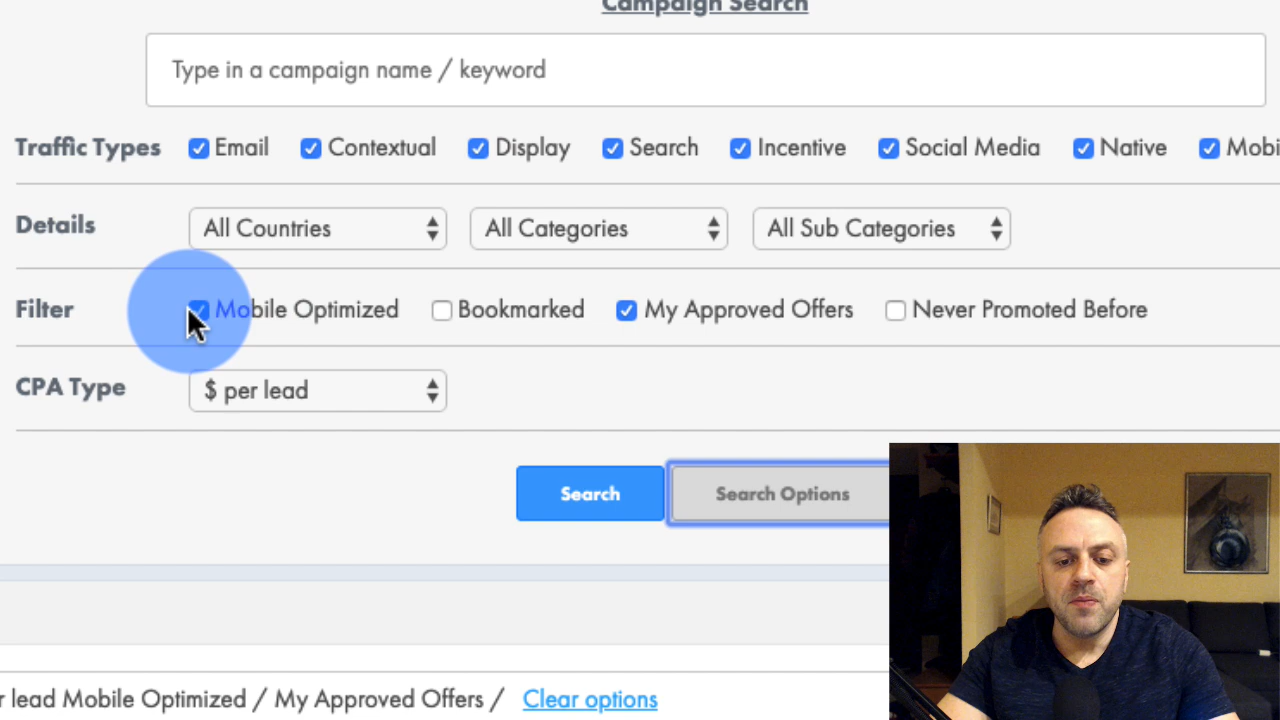 Campaign Search
Type in a campaign name / keyword
Traffic Types Email Contextual Display Search Incentive Social Media Native Mobi
Details All Countries All Categories All Sub Categories
Filter Mobile Optimized Bookmarked My Approved Offers Never Promoted Before
CPA Type $ per lead
Search Search Options
r lead Mobile Optimized / My Approved Offers / Clear options